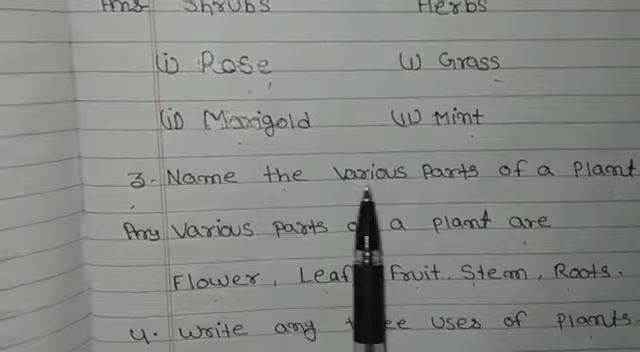 Ans Shrubs Herbs
(i) Rose (i) Grass
(ii) Marigold (ii) Mint
3. Name the various parts of a plant
Ans Various parts a plant are
Flower, Leaf Fruit, Stem, Roots.
4. Write any uses of plants.